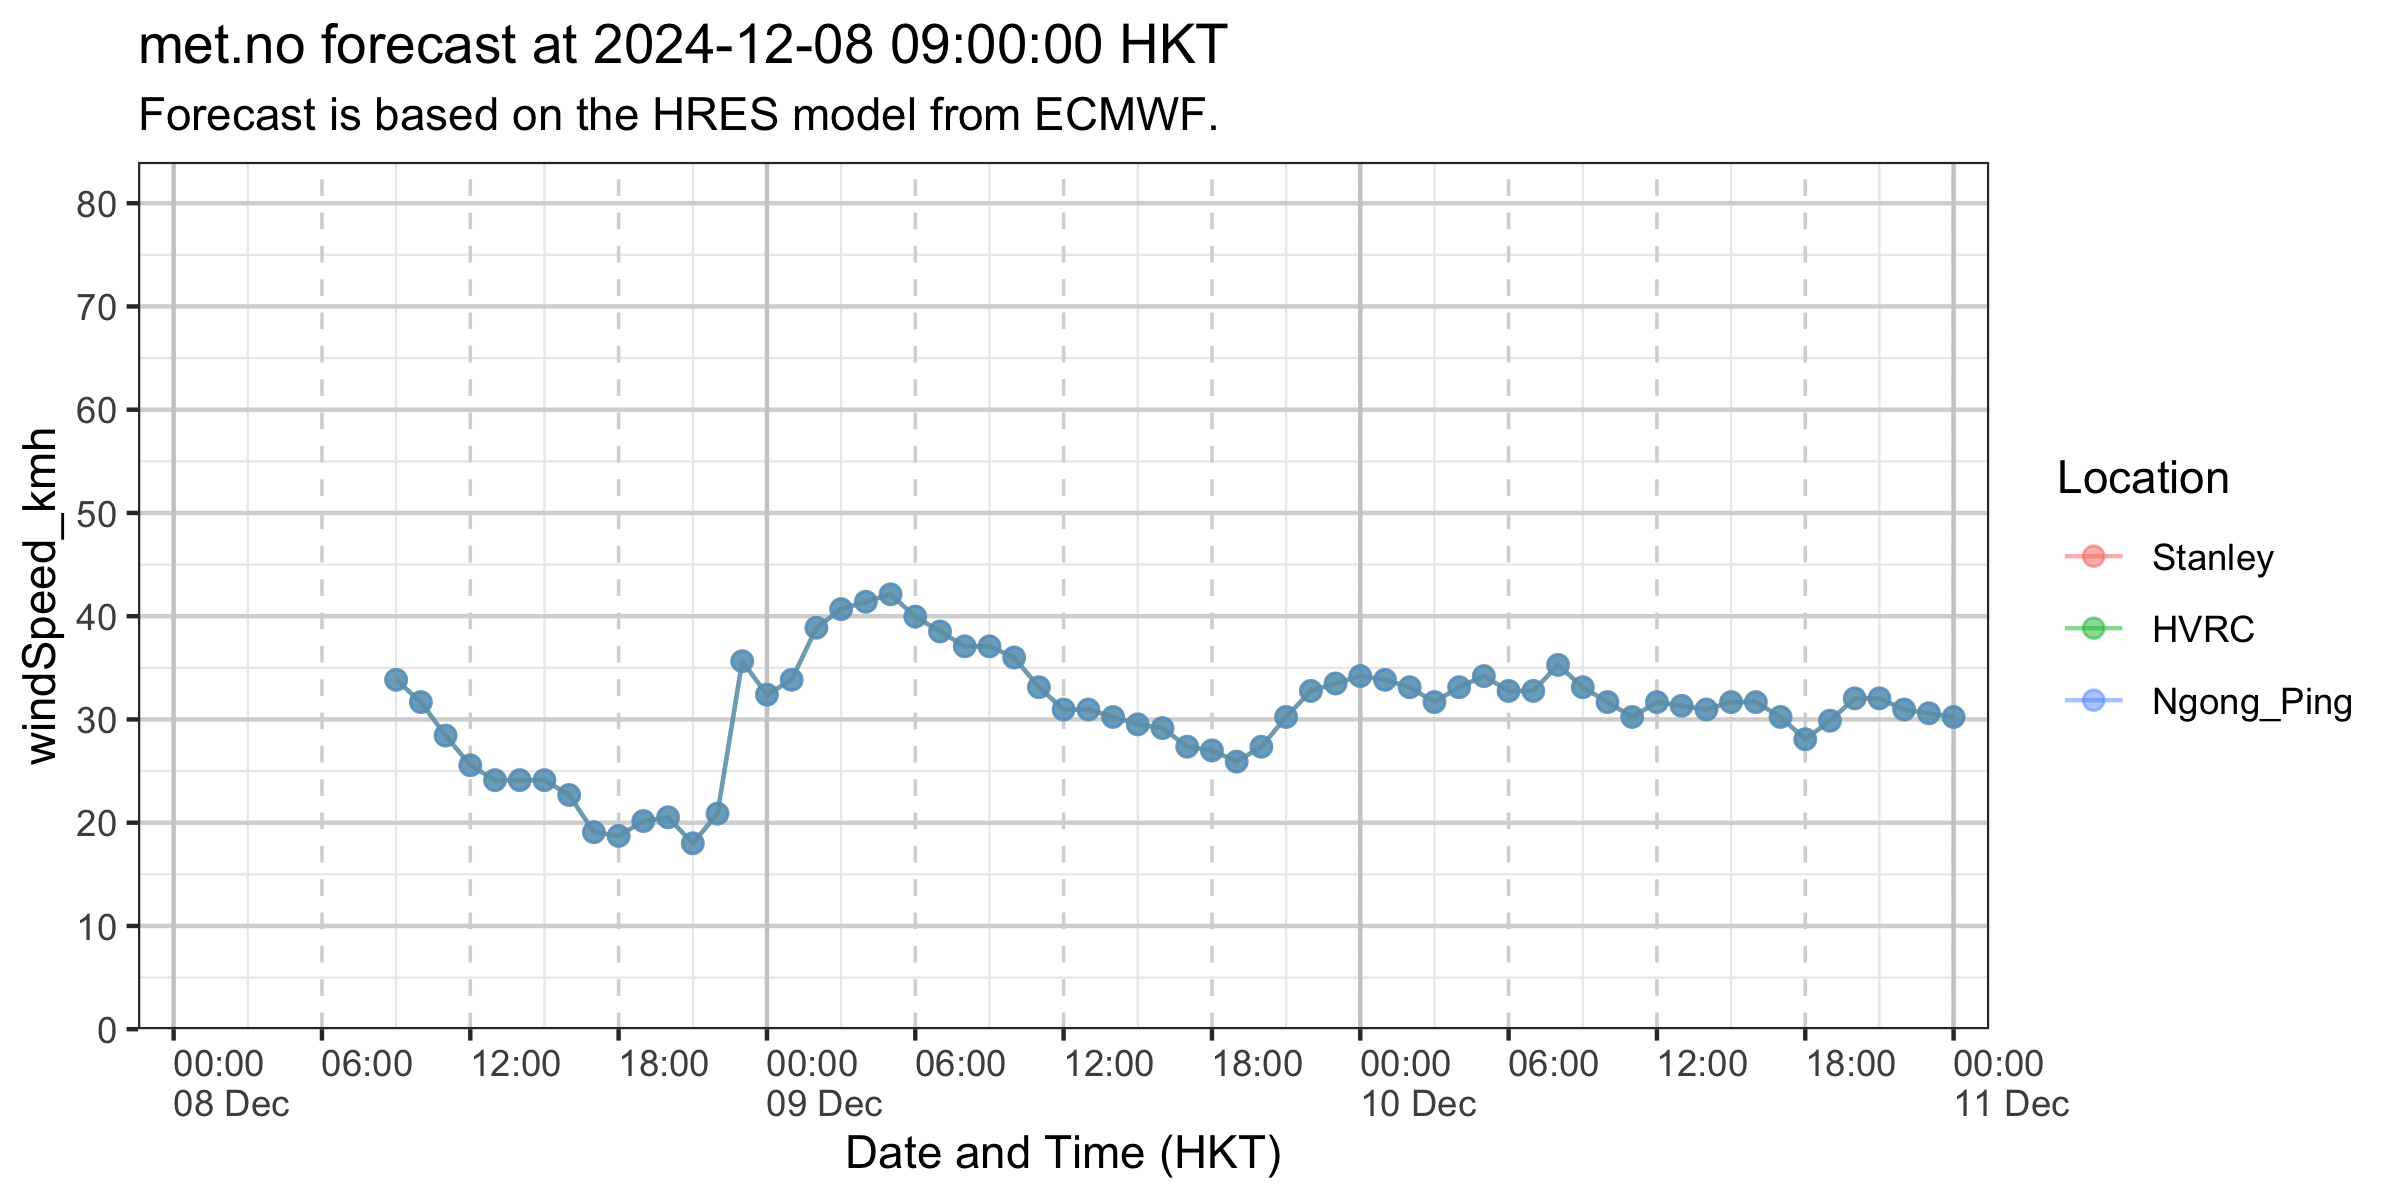 met.no forecast at 2024-12-08 09:00:00 HKT
Forecast is based on the HRES model from ECMWF.
windSpeed_kmh
80
70
60
50
40
30
20
10
0
00:00 06:00 12:00 18:00 00:00 06:00 12:00 18:00 00:00 06:00 12:00 18:00 00:00
08 Dec 09 Dec 10 Dec 11 Dec
Date and Time (HKT)
Location
Stanley
HVRC
Ngong_Ping